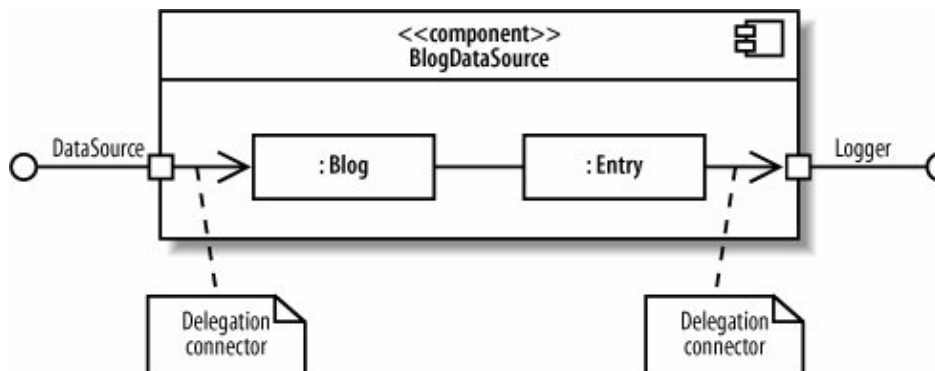 <<component>>
BlogDataSource
DataSource
: Blog
: Entry
Logger
Delegation
connector
Delegation
connector